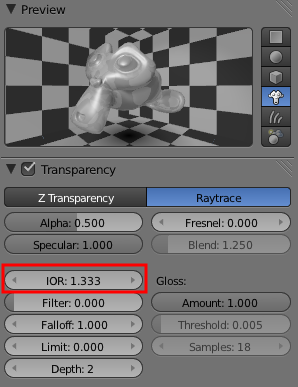 Preview
Transparency
Z Transparency Raytrace
Alpha: 0.500 Fresnel: 0.000
Specular: 1.000 Blend: 1.250
IOR: 1.333 Gloss:
Filter: 0.000 Amount: 1.000
Falloff: 1.000 Threshold: 0.005
Limit: 0.000 Samples: 18
Depth: 2